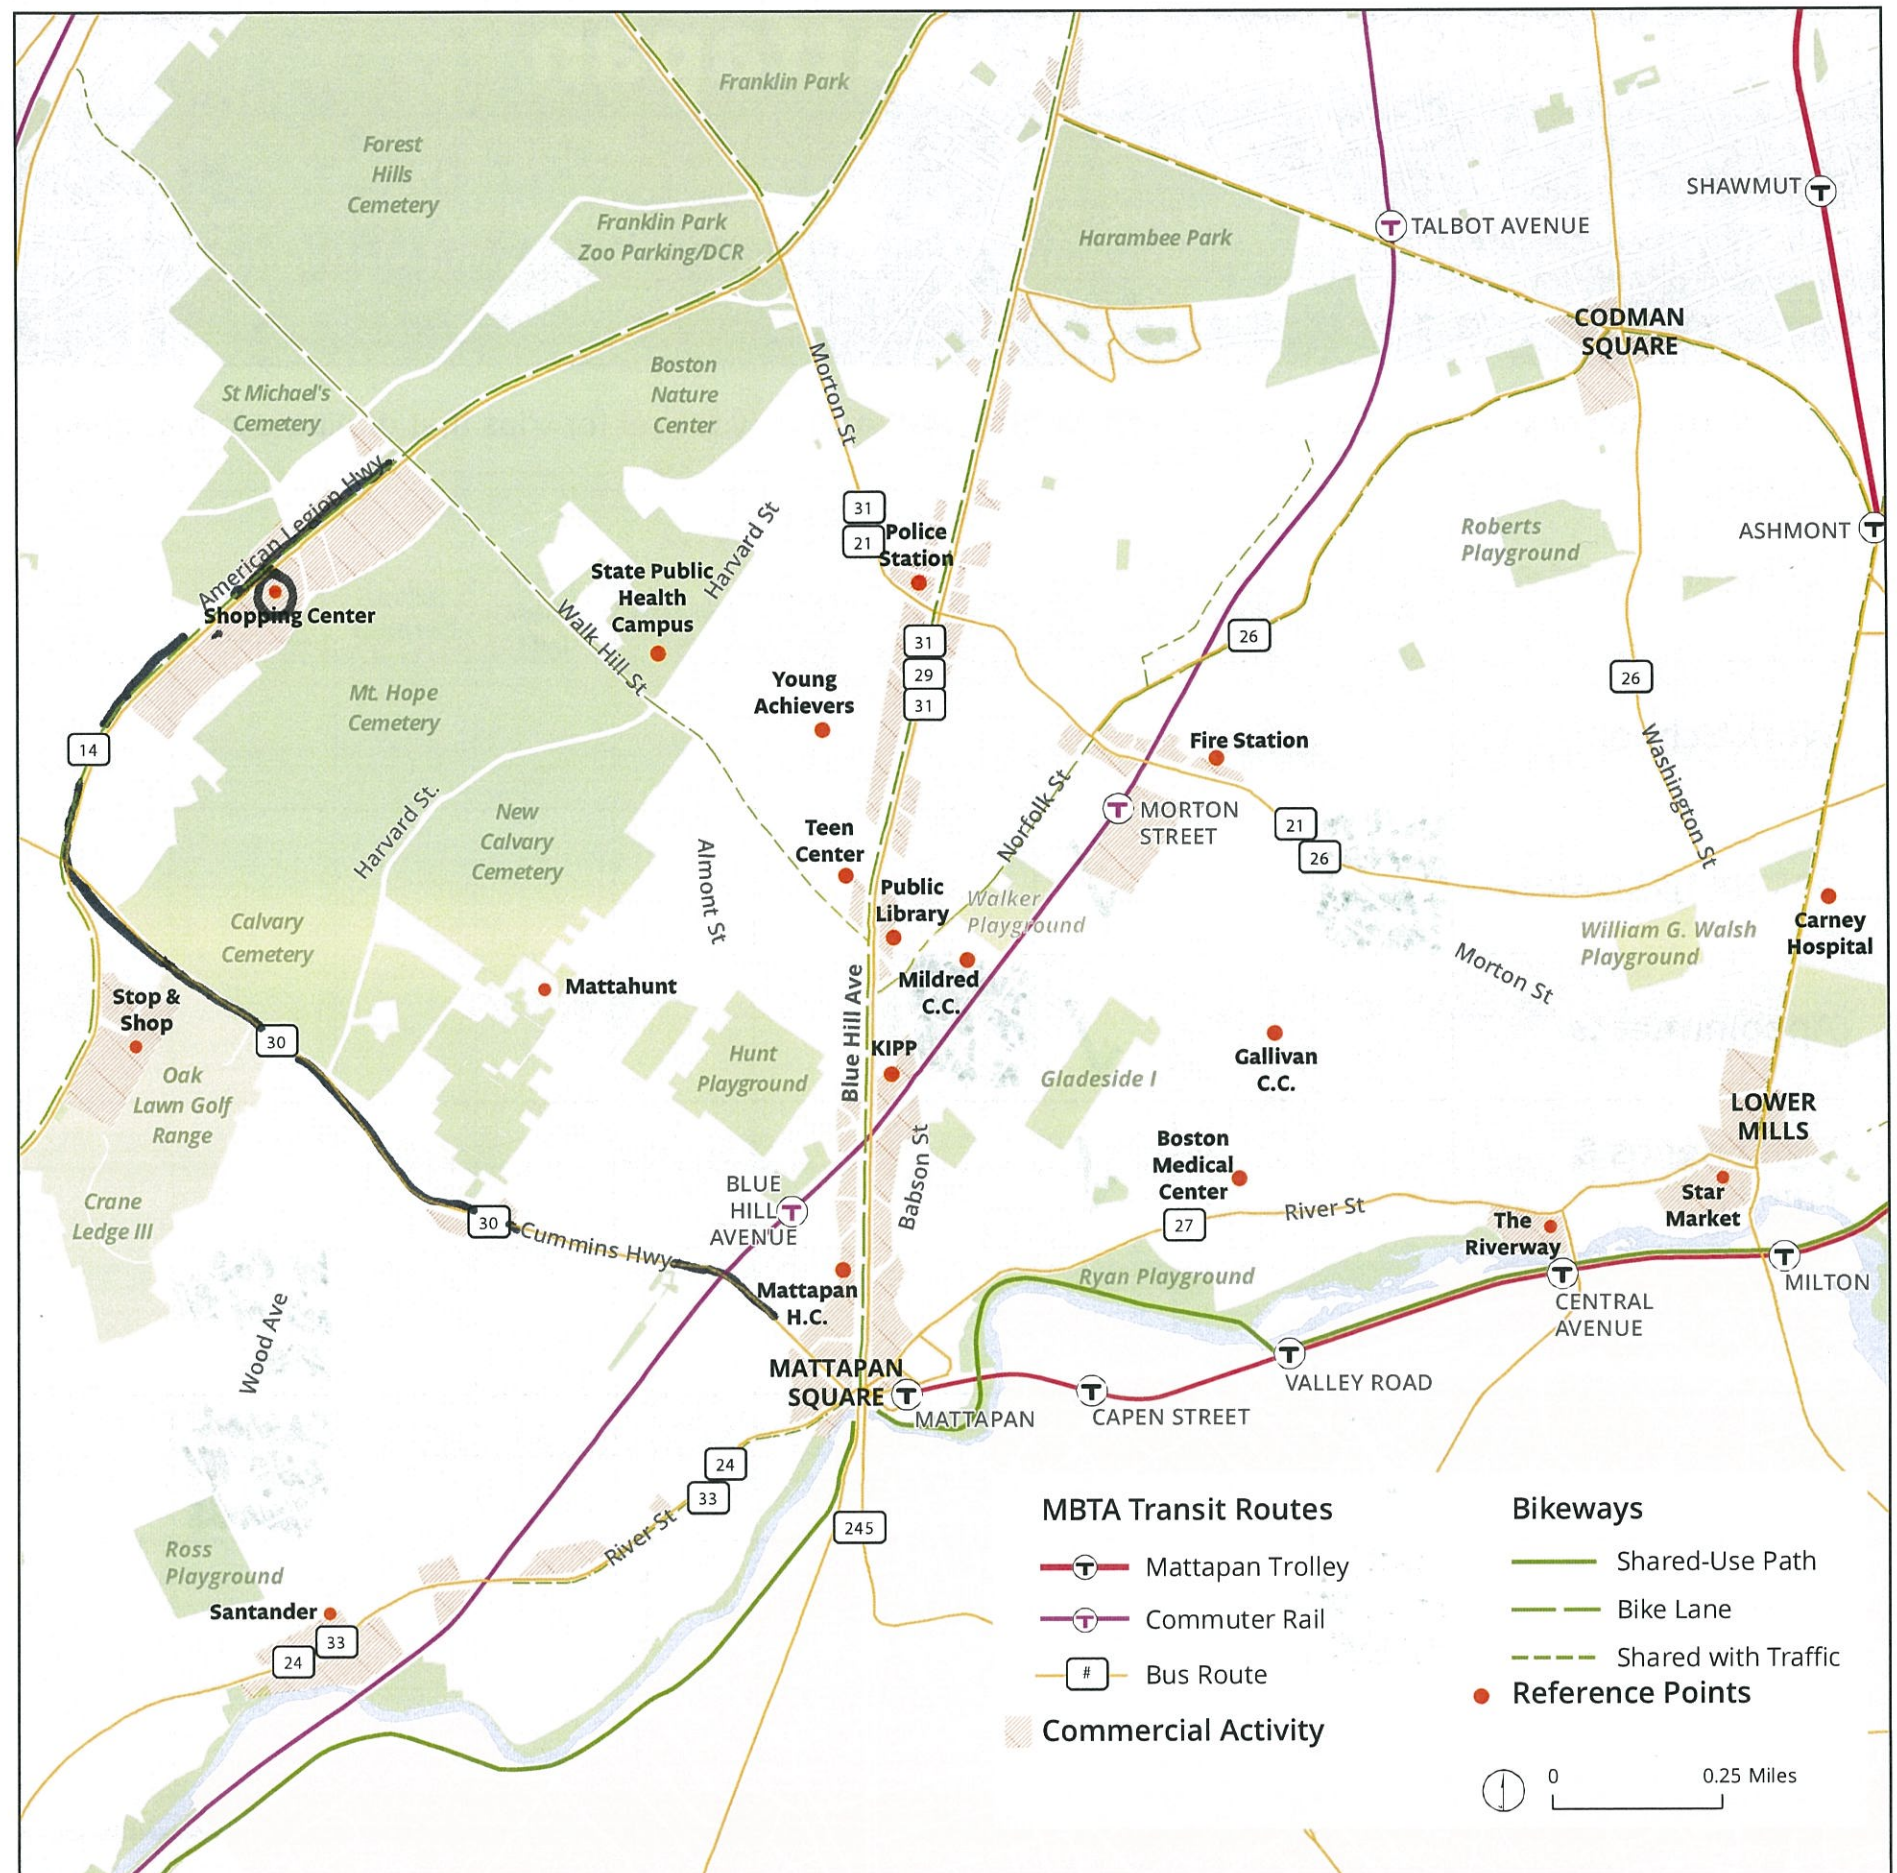 Franklin Park
Forest
Hills
Cemetery
Franklin Park
Zoo Parking/DCR
Harambee Park
SHAWMUT
TALBOT AVENUE
CODMAN
SQUARE
St Michael's
Cemetery
Boston
Nature
Center
Morton St
American Legion Hwy
Shopping Center
31
21
Police
Station
State Public
Health
Campus
Harvard St
Walk Hill St
Roberts
Playground
ASHMONT
31
29
31
26
26
Young
Achievers
Mt. Hope
Cemetery
14
Fire Station
Washington St
MORTON
STREET
21
26
Norfolk St
Harvard St.
New
Calvary
Cemetery
Almont St
Teen
Center
Public
Library
Walker
Playground
Calvary
Cemetery
Mattahunt
Mildred
C.C.
William G. Walsh
Playground
Carney
Hospital
Morton St
Stop &
Shop
30
Blue Hill Ave
KIPP
Hunt
Playground
Gladeside I
Gallivan
C.C.
Oak
Lawn Golf
Range
LOWER
MILLS
Babson St
Boston
Medical
Center
Crane
Ledge III
BLUE
HILL
AVENUE
30
Cummins Hwy
27
River St
The
Riverway
Star
Market
Mattapan
H.C.
Ryan Playground
CENTRAL
AVENUE
MILTON
Wood Ave
MATTAPAN
SQUARE
MATTAPAN
CAPEN STREET
VALLEY ROAD
24
33
River St
245
Ross
Playground
Santander
33
24
MBTA Transit Routes
Mattapan Trolley
Commuter Rail
# Bus Route
Commercial Activity
Bikeways
Shared-Use Path
Bike Lane
Shared with Traffic
Reference Points
0 0.25 Miles